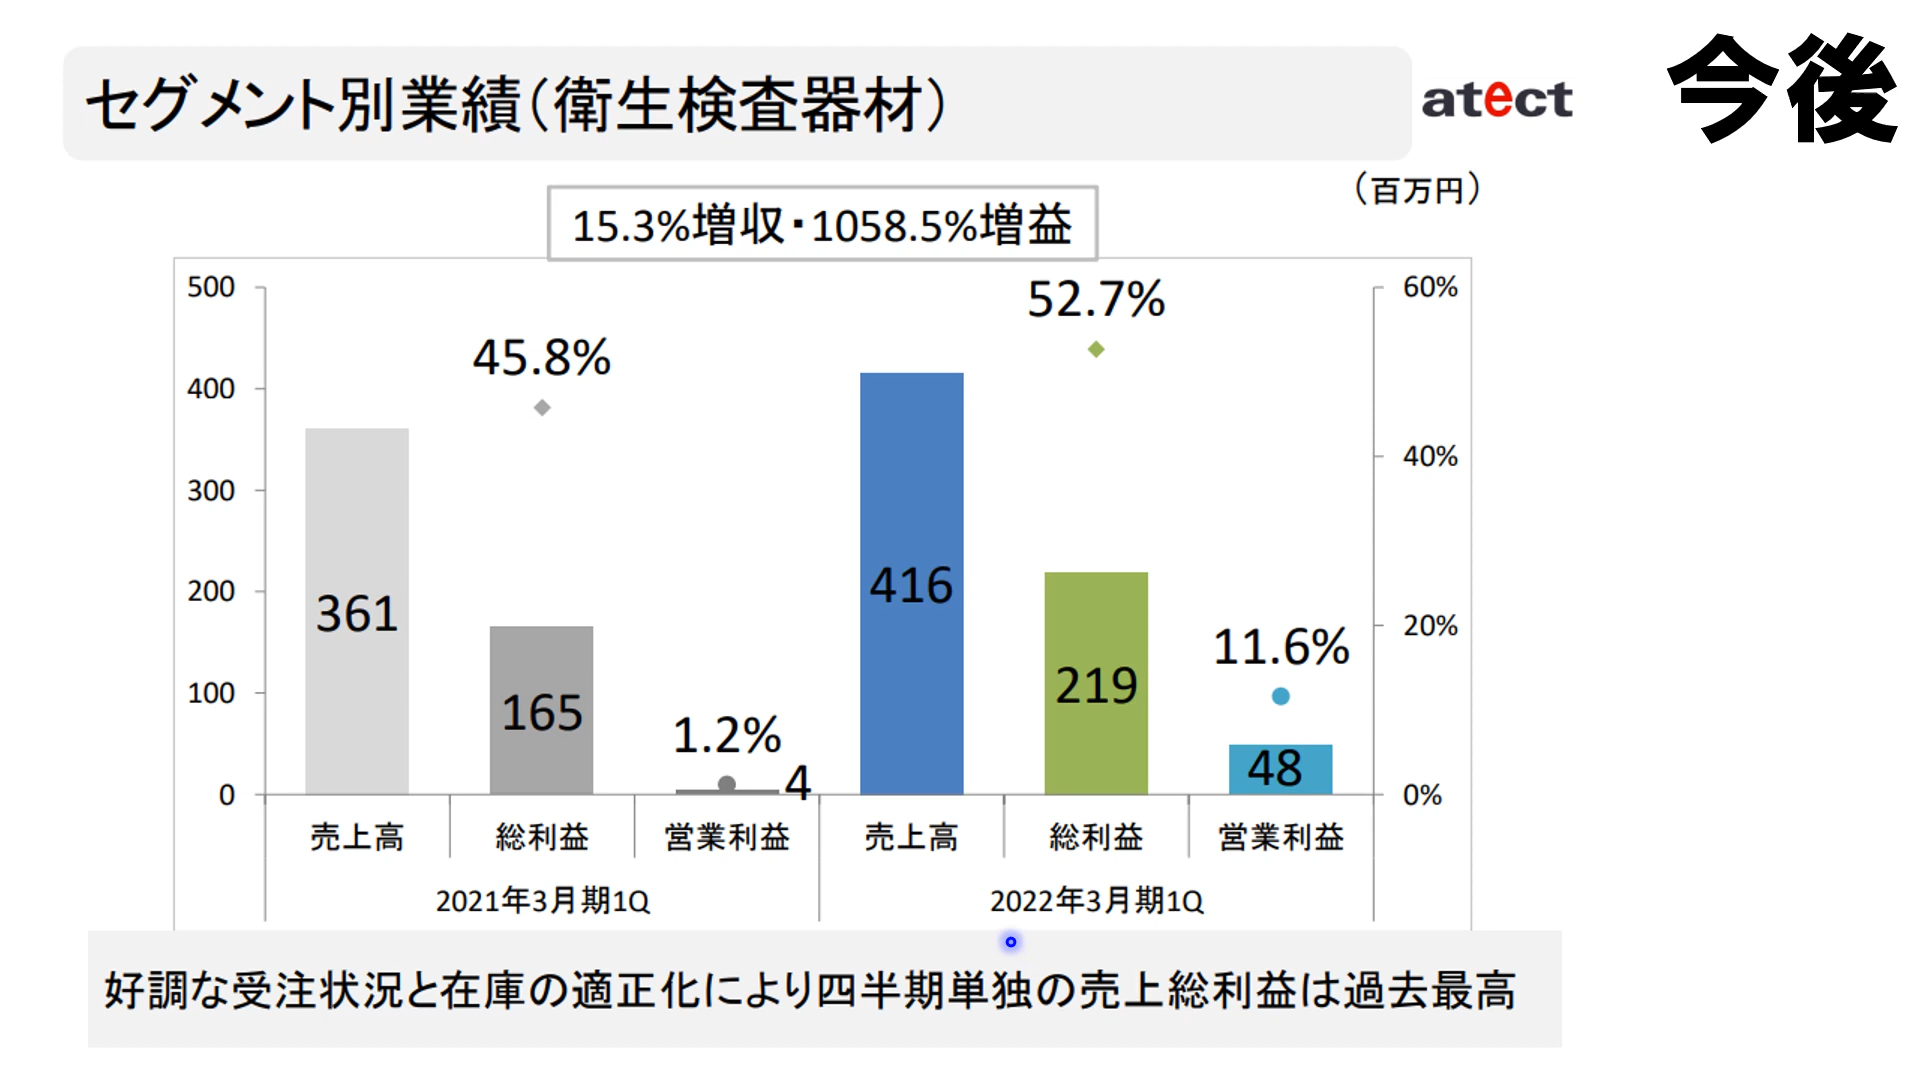 セグメント別業績（衛生検査器材）
atect
今後
（百万円）
15.3%増収・1058.5%増益
500
400
300
200
100
0
60%
40%
20%
0%
45.8%
52.7%
1.2%
11.6%
361
165
4
416
219
48
売上高
総利益
営業利益
売上高
総利益
営業利益
2021年3月期1Q
2022年3月期1Q
好調な受注状況と在庫の適正化により四半期単独の売上総利益は過去最高